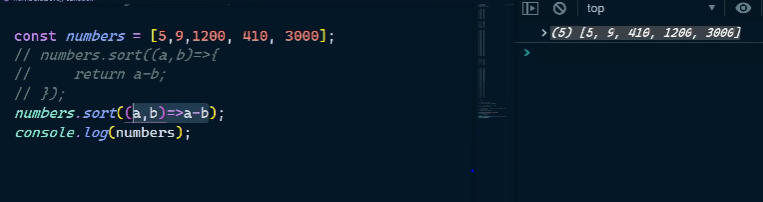 const numbers = [5,9,1200, 410, 3000];
// numbers.sort((a,b)=>{
//     return a-b;
// });
numbers.sort((a,b)=>a-b);
console.log(numbers);
top
(5) [5, 9, 410, 1200, 3000]